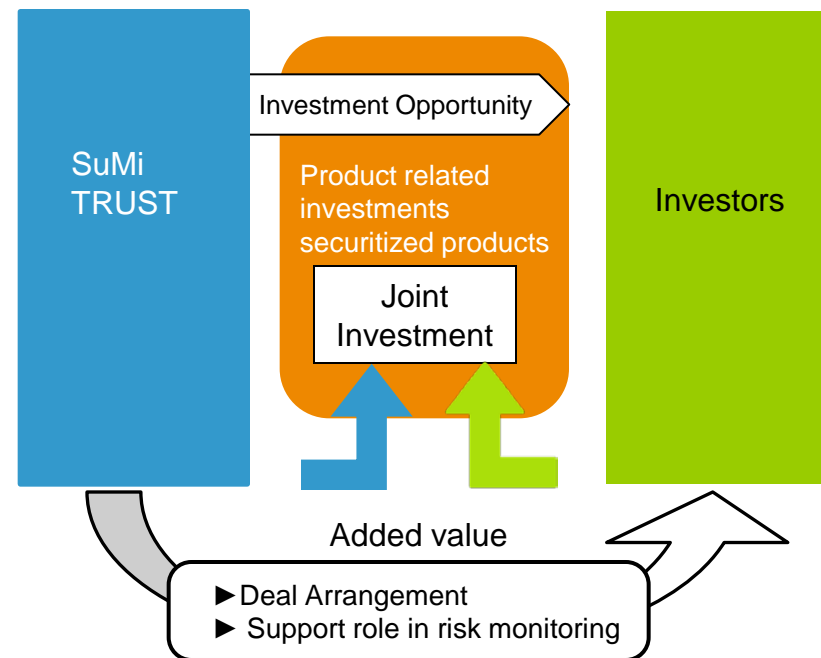 Investment Opportunity
SuMi
TRUST
Product related
investments
securitized products
Investors
Joint
Investment
Added value
►Deal Arrangement
► Support role in risk monitoring